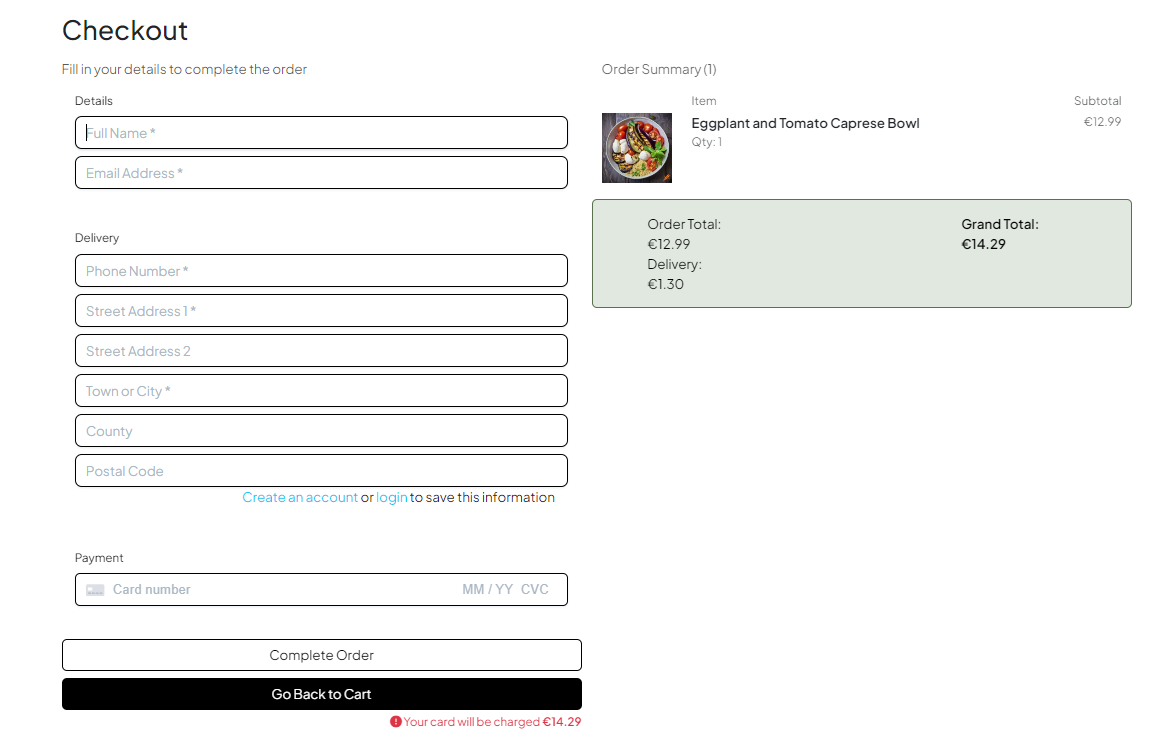 Checkout
Fill in your details to complete the order
Details
Full Name *
Email Address *
Delivery
Phone Number *
Street Address 1 *
Street Address 2
Town or City *
County
Postal Code
Create an account or login to save this information
Payment
Card number MM / YY CVC
Complete Order
Go Back to Cart
Your card will be charged €14.29
Order Summary (1)
Item Subtotal
Eggplant and Tomato Caprese Bowl €12.99
Qty: 1
Order Total:
€12.99
Delivery:
€1.30
Grand Total:
€14.29